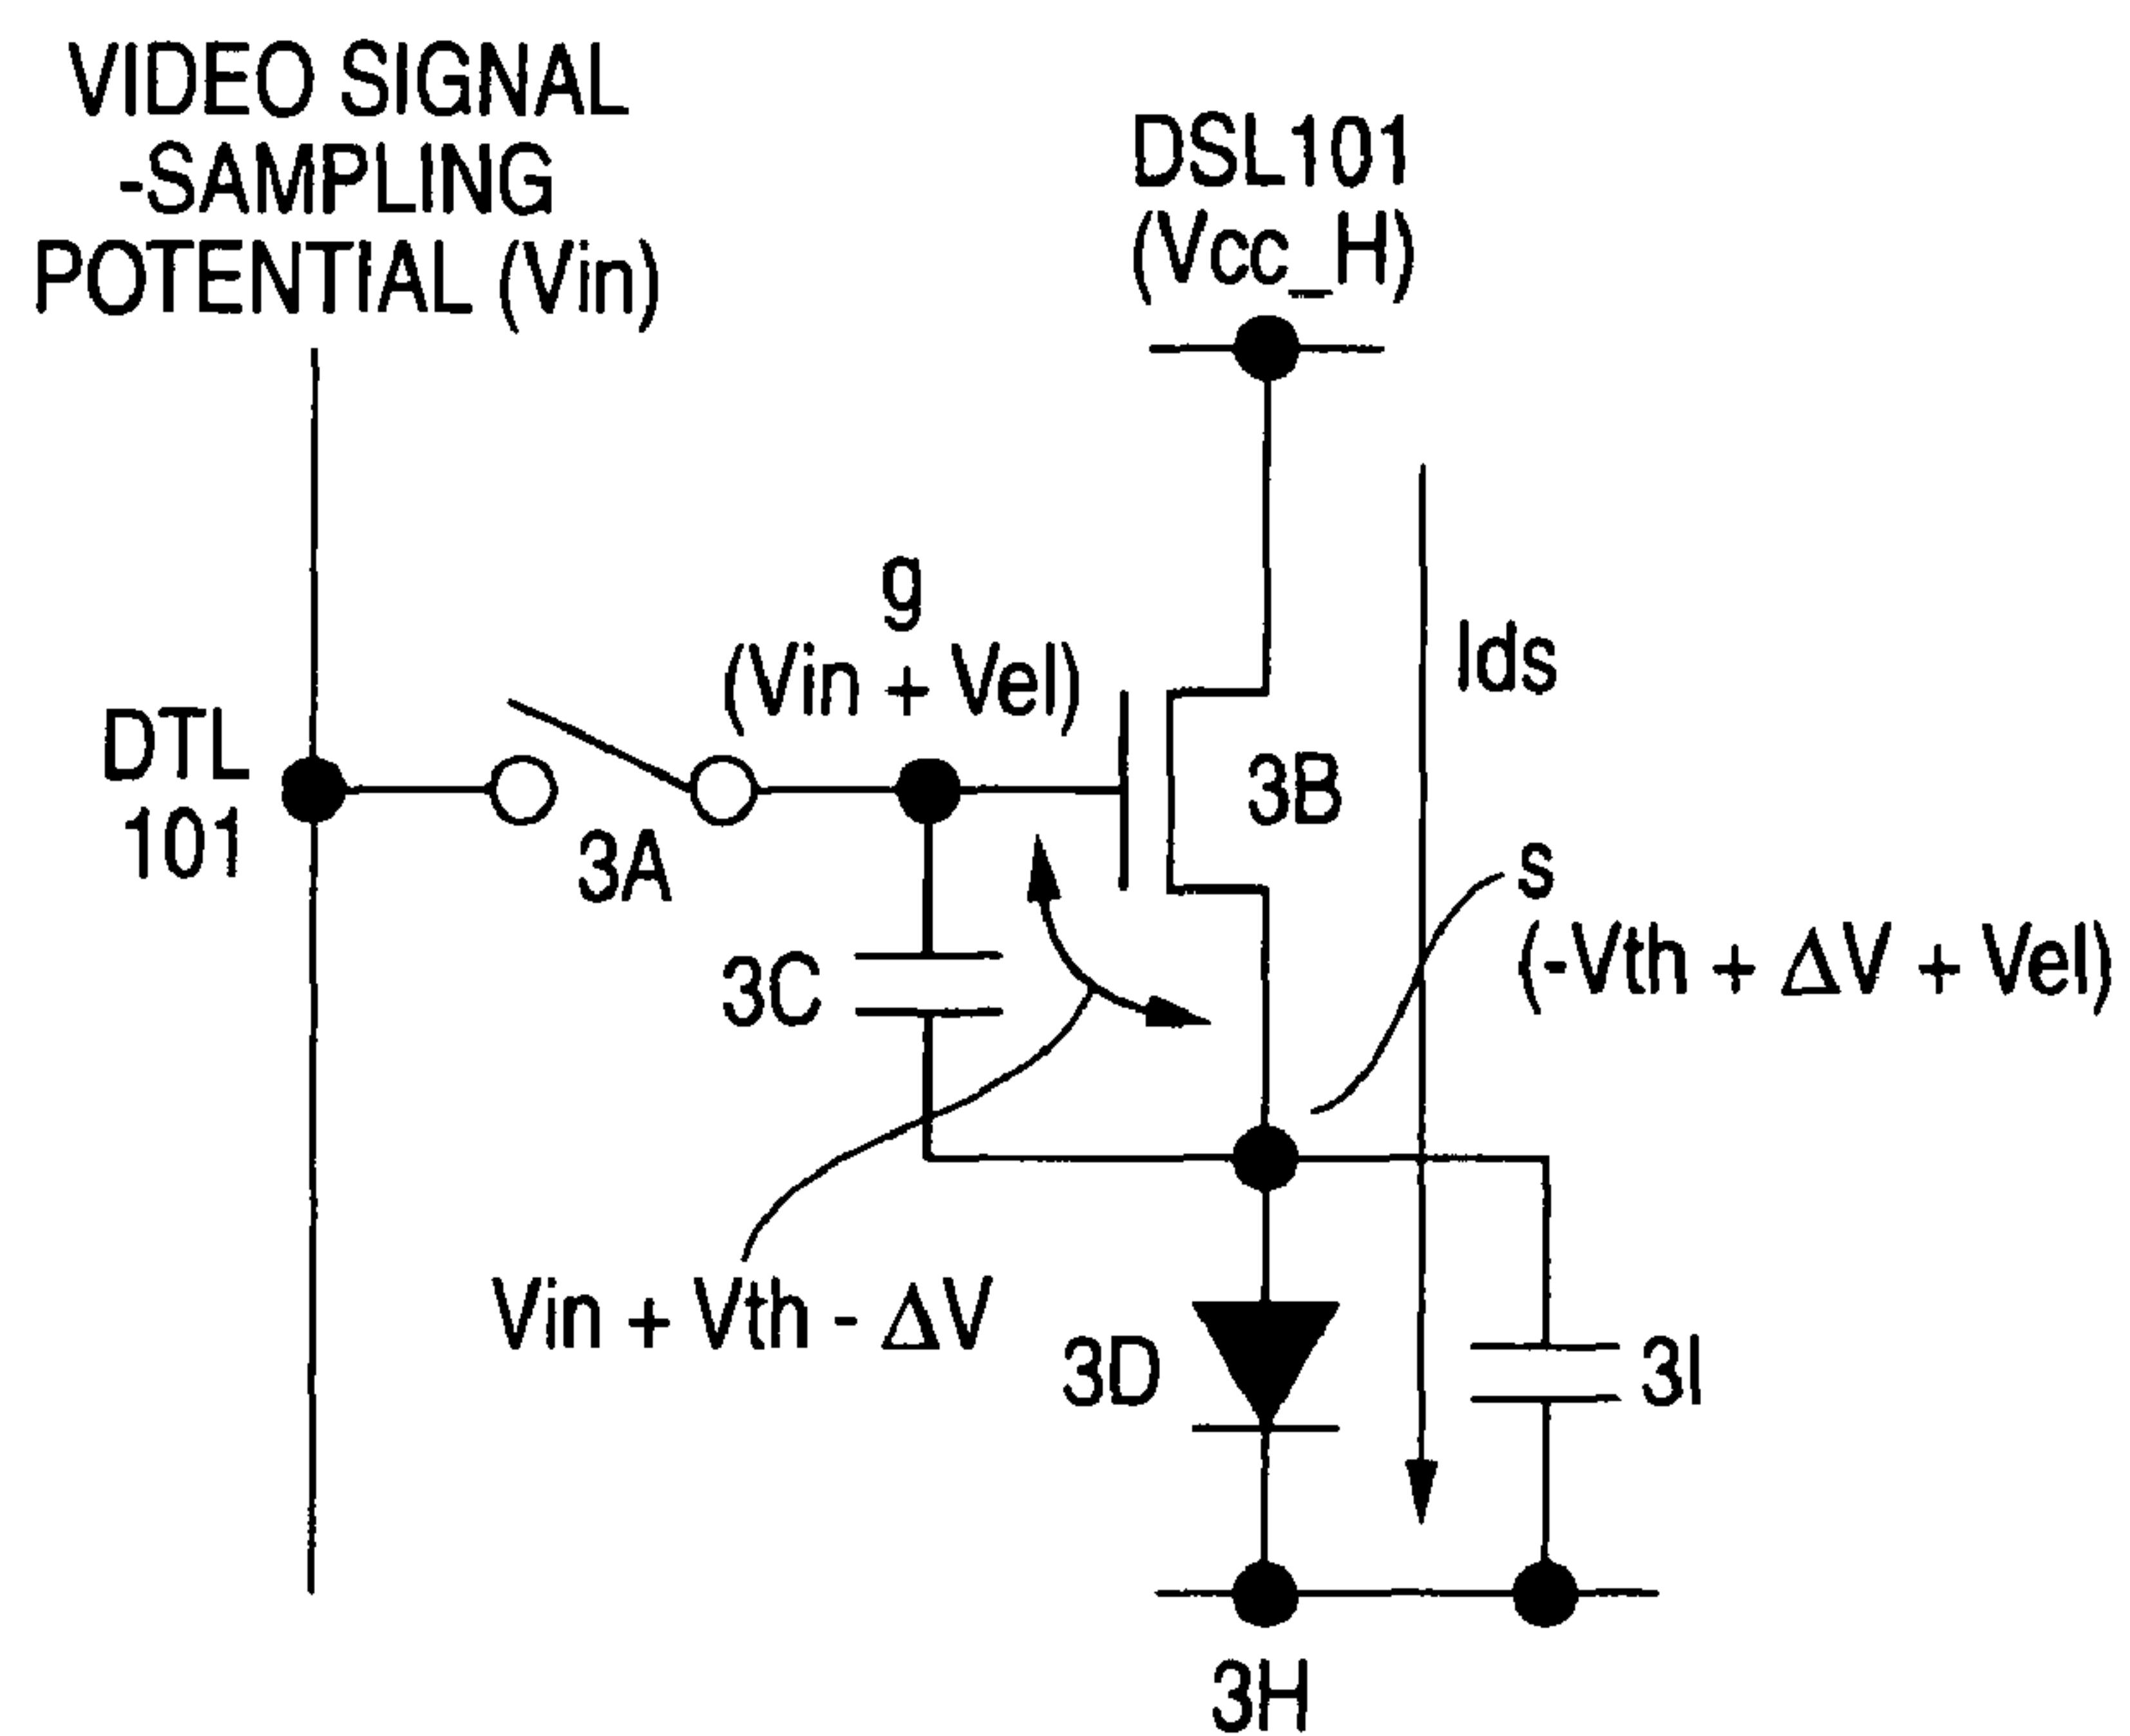 VIDEO SIGNAL
-SAMPLING
POTENTIAL (Vin)
DSL101
(Vcc_H)
g
(Vin + Vel)
Ids
DTL
101
3A
3B
s
(-Vth + ΔV + Vel)
3C
Vin + Vth - ΔV
3D
3I
3H